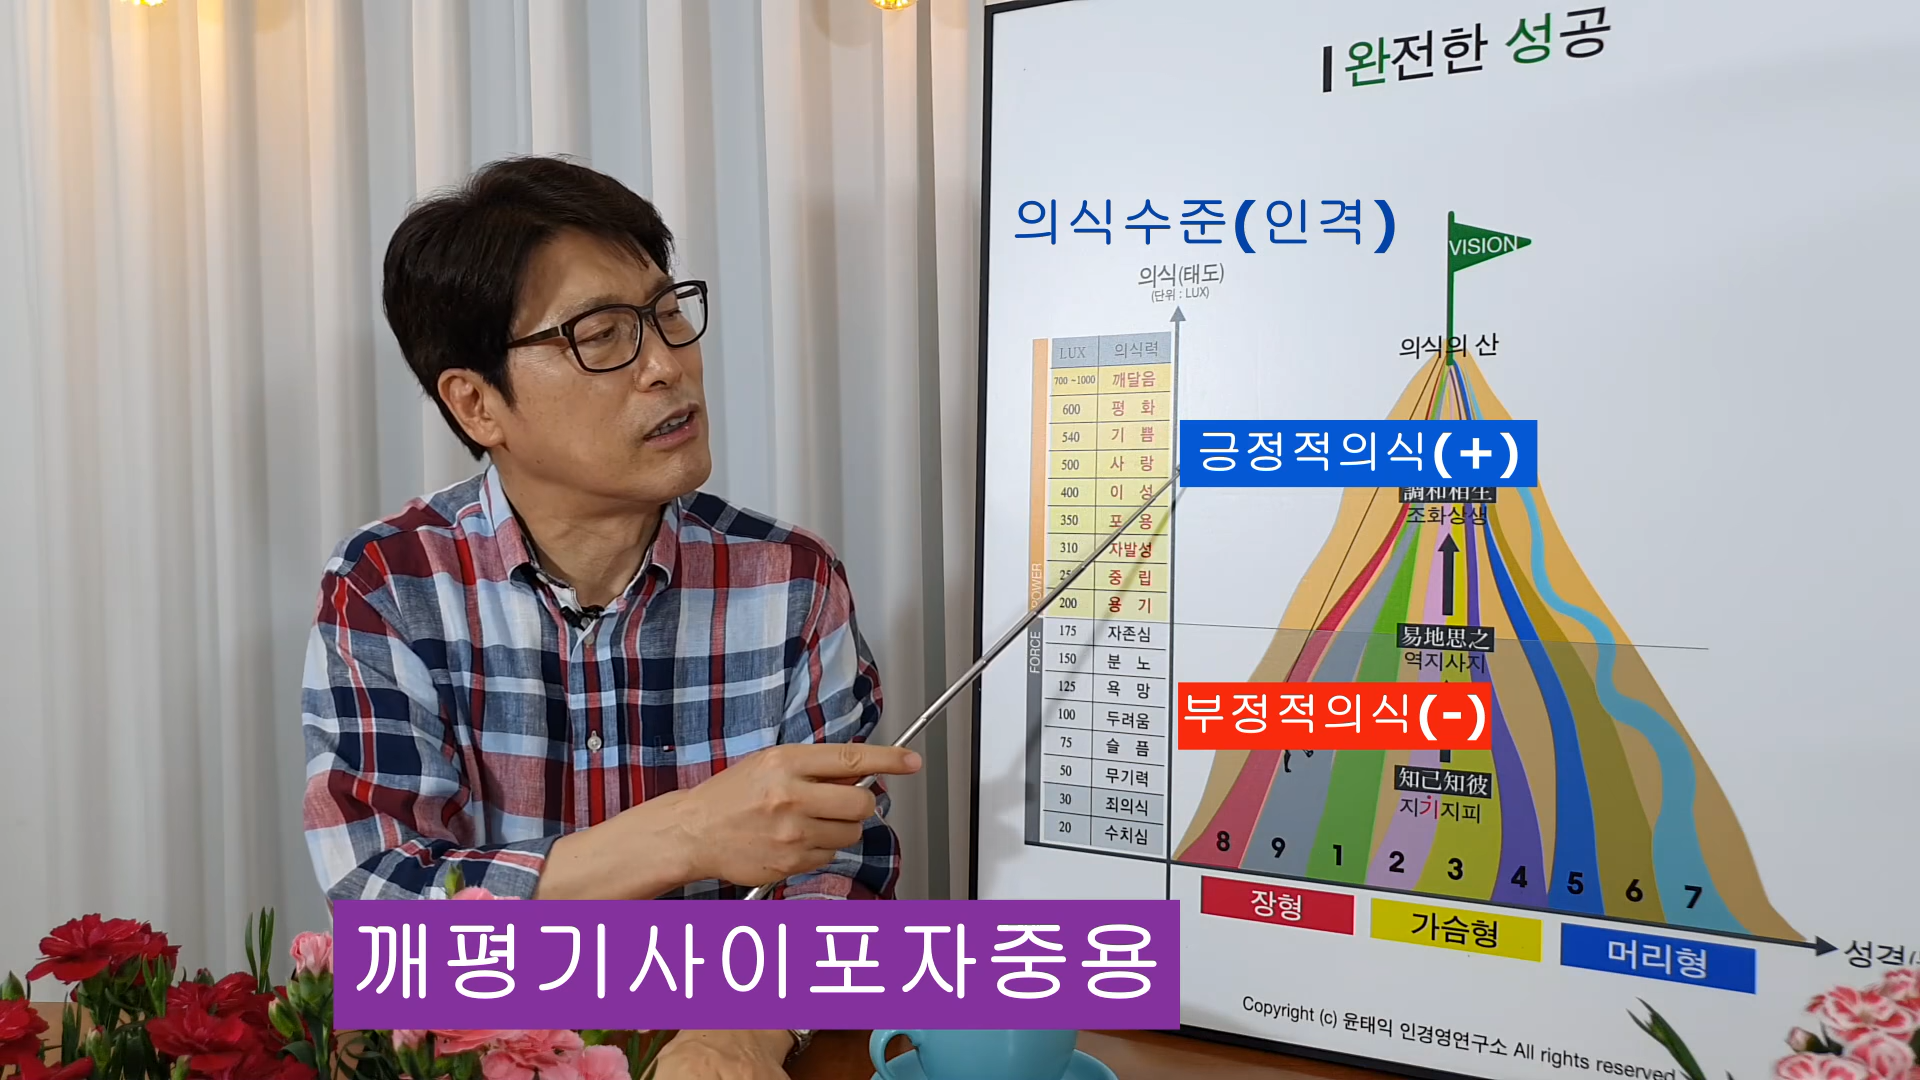 완전한 성공
의식수준(인격)
의식(태도)
(단위 : LUX)
VISION
의식의 산
LUX 의식력
700 ~1000 깨달음
600 평 화
540 기 쁨
500 사 랑
400 이 성
350 포 용
310 자발성
중 립
200 용 기
175 자존심
150 분 노
125 욕 망
100 두려움
75 슬 픔
50 무기력
30 죄의식
20 수치심
POWER
FORCE
긍정적의식(+)
調和相生
조화상생
易地思之
역지사지
부정적의식(-)
知己知彼
지기지피
8 9 1 2 3 4 5 6 7
장형 가슴형 머리형
성격
깨평기사이포자중용
Copyright (c) 윤태익 인경영연구소 All rights reserved